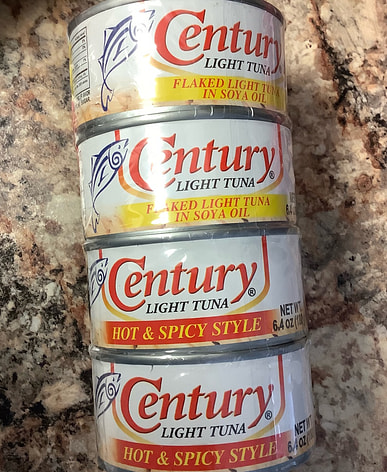 Century
LIGHT TUNA
FLAKED LIGHT TUNA
IN SOYA OIL
Century®
LIGHT TUNA
FLAKED LIGHT TUNA
IN SOYA OIL
Century®
LIGHT TUNA
HOT & SPICY STYLE
NET WT
6.4 oz
Century®
LIGHT TUNA
HOT & SPICY STYLE
NET